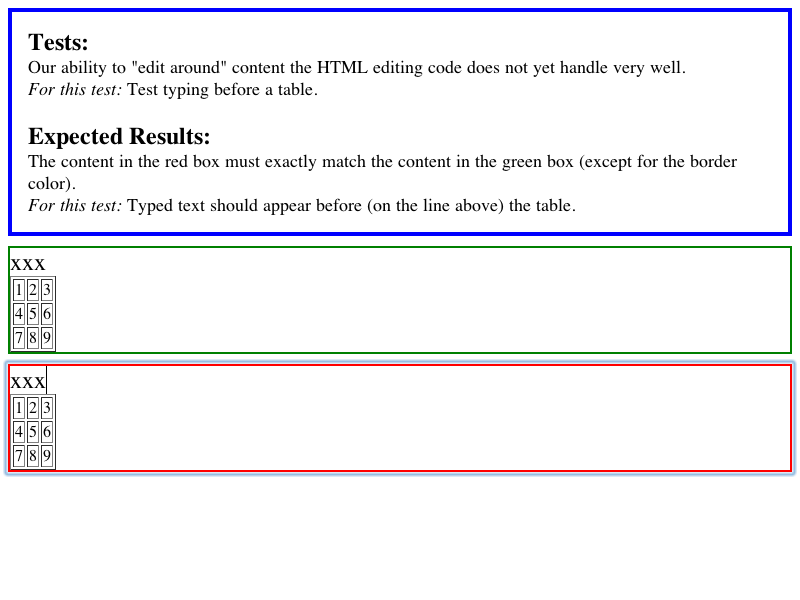 Tests:
Our ability to "edit around" content the HTML editing code does not yet handle very well.
For this test: Test typing before a table.
Expected Results:
The content in the red box must exactly match the content in the green box (except for the border
color).
For this test: Typed text should appear before (on the line above) the table.
xxx
1 2 3
4 5 6
7 8 9
xxx
1 2 3
4 5 6
7 8 9